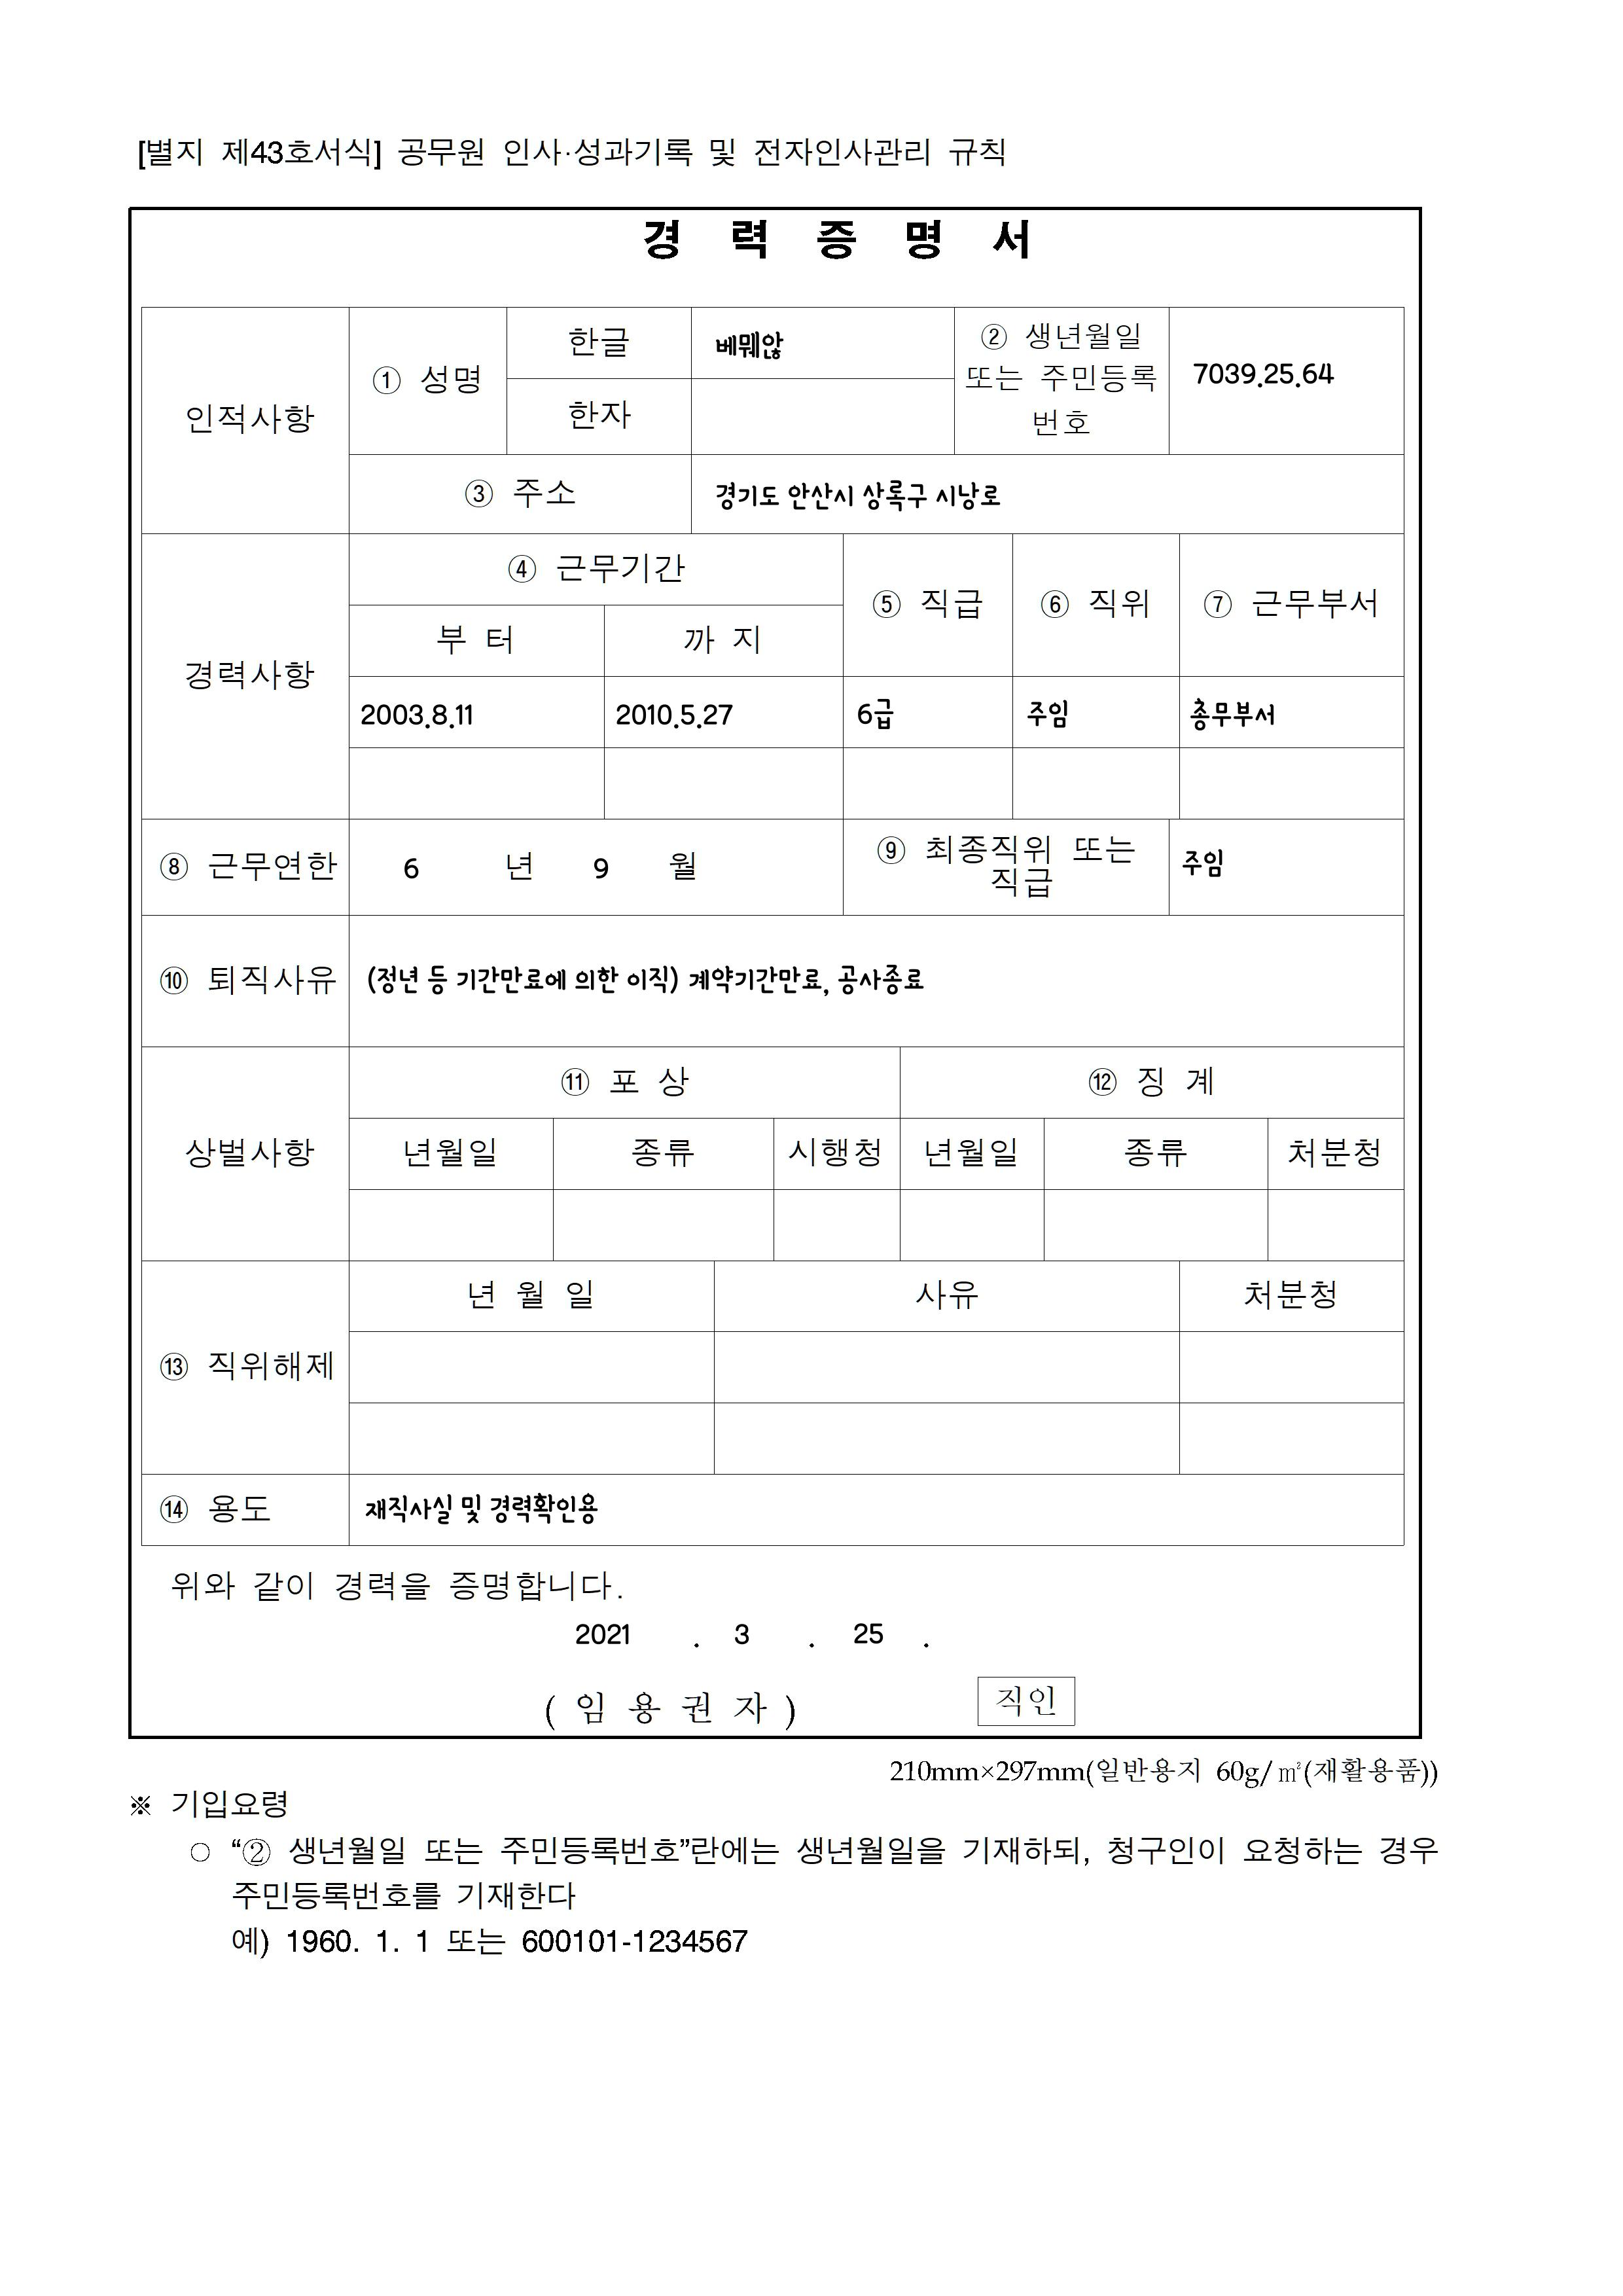 [별지 제43호서식] 공무원 인사·성과기록 및 전자인사관리 규칙
경 력 증 명 서
인적사항
① 성명
한글
베뭬않
② 생년월일
또는 주민등록
번호
7039.25.64
한자
③ 주소
경기도 안산시 상록구 시낭로
경력사항
④ 근무기간
⑤ 직급
⑥ 직위
⑦ 근무부서
부 터
까 지
2003.8.11
2010.5.27
6급
주임
총무부서
⑧ 근무연한
6 년 9 월
⑨ 최종직위 또는
직급
주임
⑩ 퇴직사유
(정년 등 기간만료에 의한 이직) 계약기간만료, 공사종료
상벌사항
⑪ 포 상
⑫ 징 계
년월일
종류
시행청
년월일
종류
처분청
⑬ 직위해제
년 월 일
사유
처분청
⑭ 용도
재직사실 및 경력확인용
위와 같이 경력을 증명합니다.
2021 . 3 . 25 .
( 임 용 권 자 )
직인
210mm×297mm(일반용지 60g/㎡(재활용품))
※ 기입요령
○ “② 생년월일 또는 주민등록번호”란에는 생년월일을 기재하되, 청구인이 요청하는 경우
주민등록번호를 기재한다
예) 1960. 1. 1 또는 600101-1234567